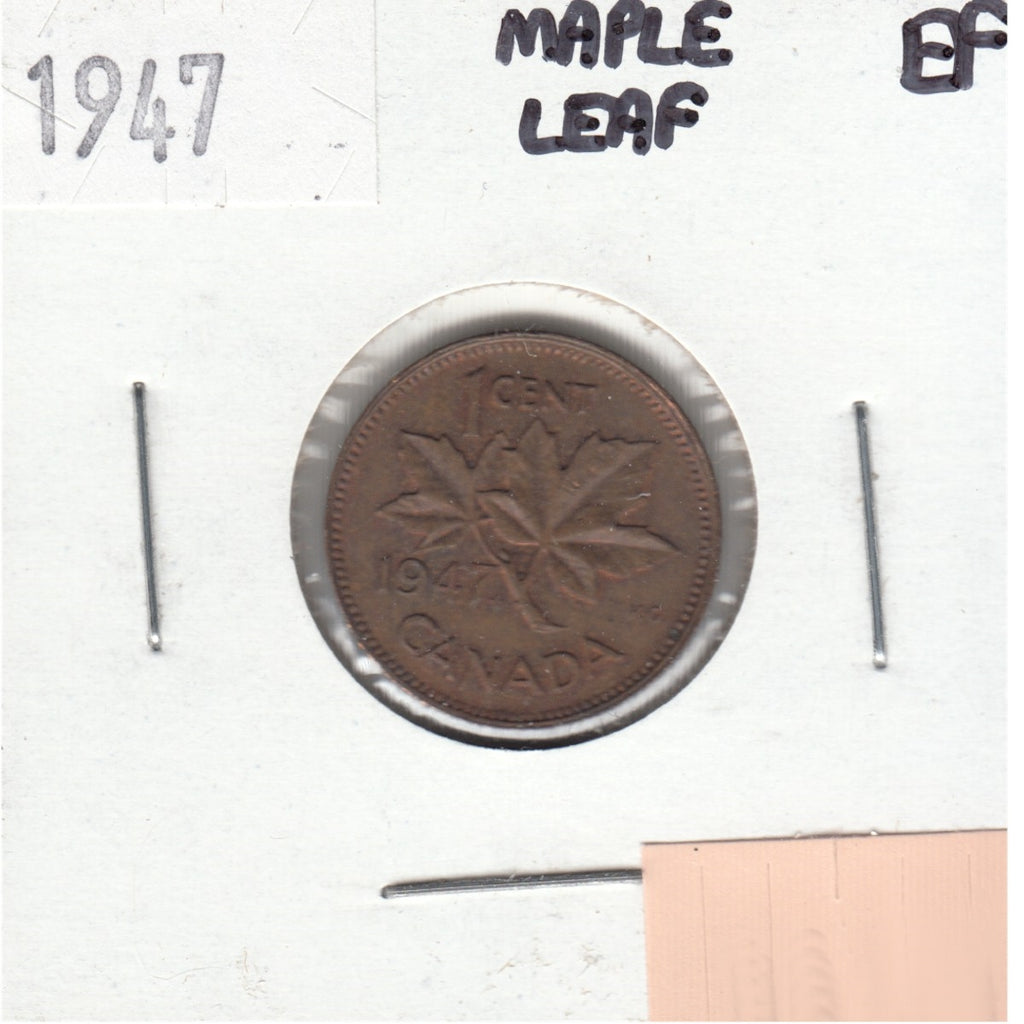 1947
MAPLE
LEAF
EF
1 CENT
1947
K G
CANADA